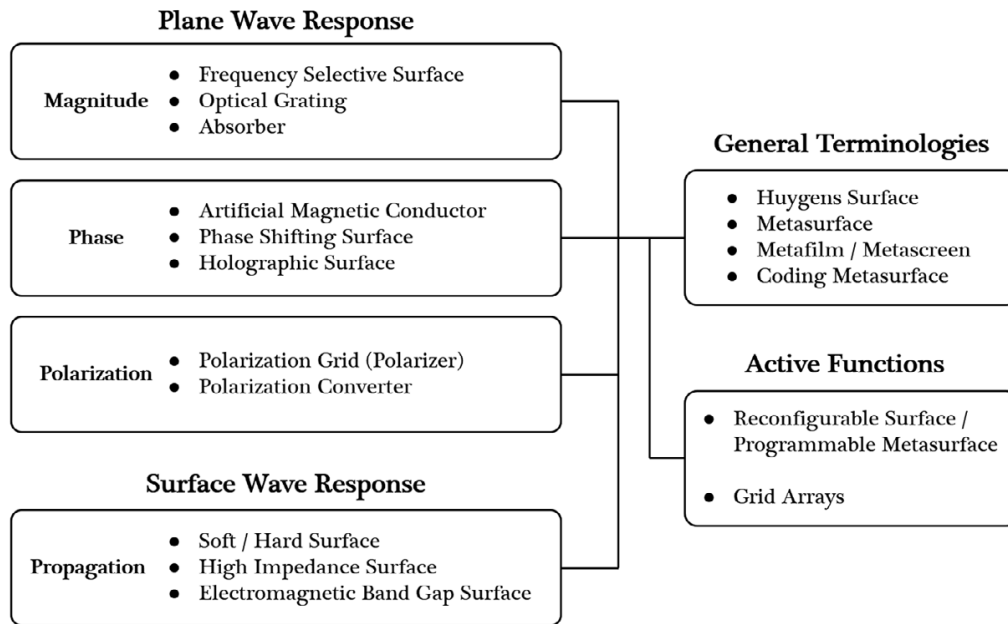 Plane Wave Response
Magnitude
● Frequency Selective Surface
● Optical Grating
● Absorber
Phase
● Artificial Magnetic Conductor
● Phase Shifting Surface
● Holographic Surface
Polarization
● Polarization Grid (Polarizer)
● Polarization Converter
Surface Wave Response
Propagation
● Soft / Hard Surface
● High Impedance Surface
● Electromagnetic Band Gap Surface
General Terminologies
● Huygens Surface
● Metasurface
● Metafilm / Metascreen
● Coding Metasurface
Active Functions
● Reconfigurable Surface /
Programmable Metasurface
● Grid Arrays